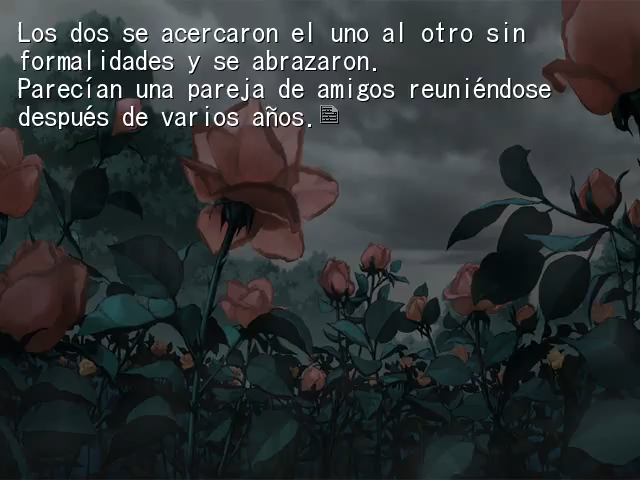 Los dos se acercaron el uno al otro sin
formalidades y se abrazaron.
Parecían una pareja de amigos reuniéndose
después de varios años.